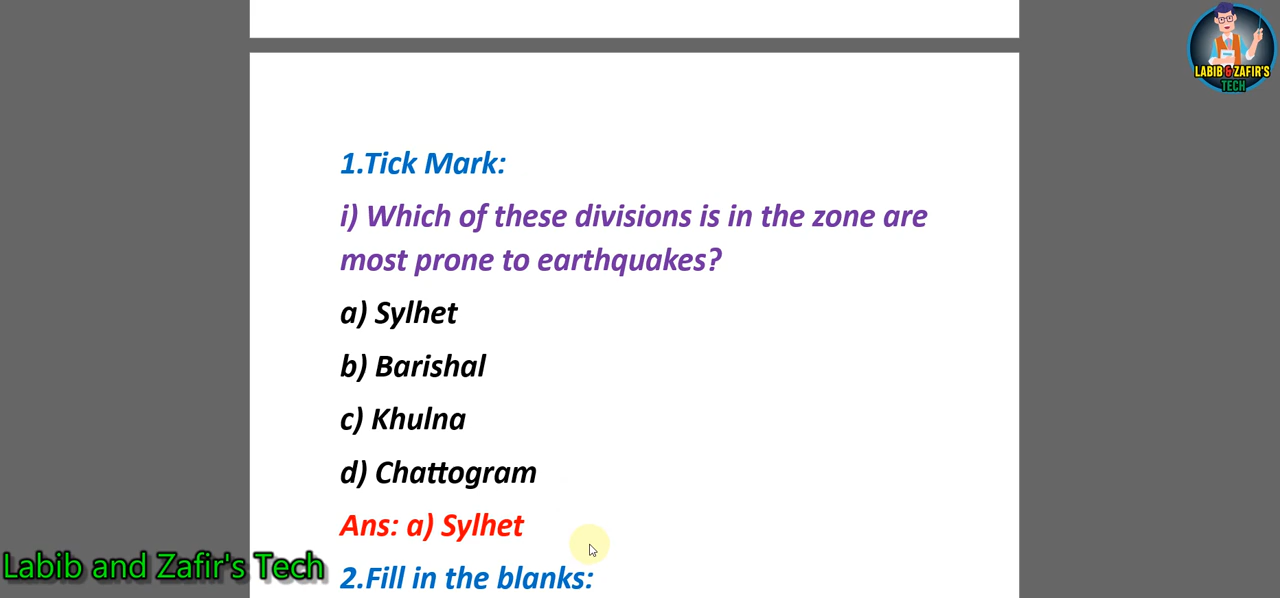 LABIB & ZAFIR'S
TECH
1.Tick Mark:
i) Which of these divisions is in the zone are
most prone to earthquakes?
a) Sylhet
b) Barishal
c) Khulna
d) Chattogram
Ans: a) Sylhet
Labib and Zafir's Tech
2.Fill in the blanks: